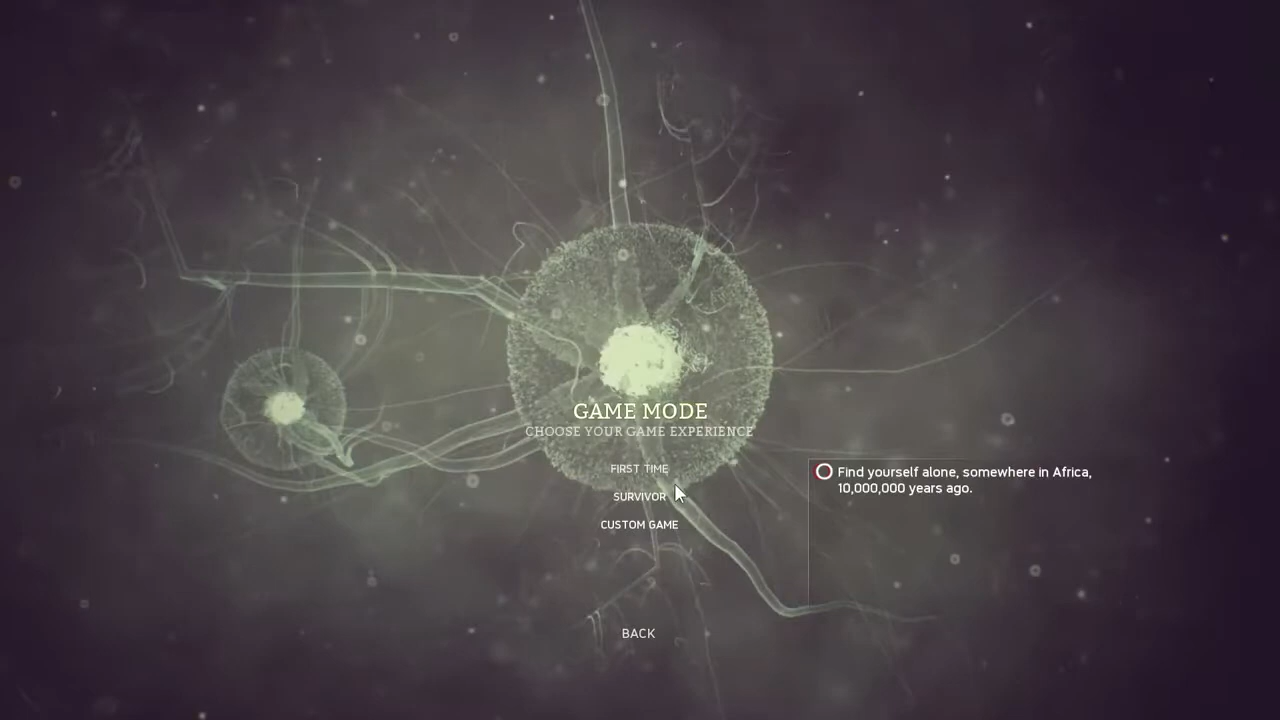 GAME MODE
CHOOSE YOUR GAME EXPERIENCE
FIRST TIME
SURVIVOR
CUSTOM GAME
Find yourself alone, somewhere in Africa,
10,000,000 years ago.
BACK